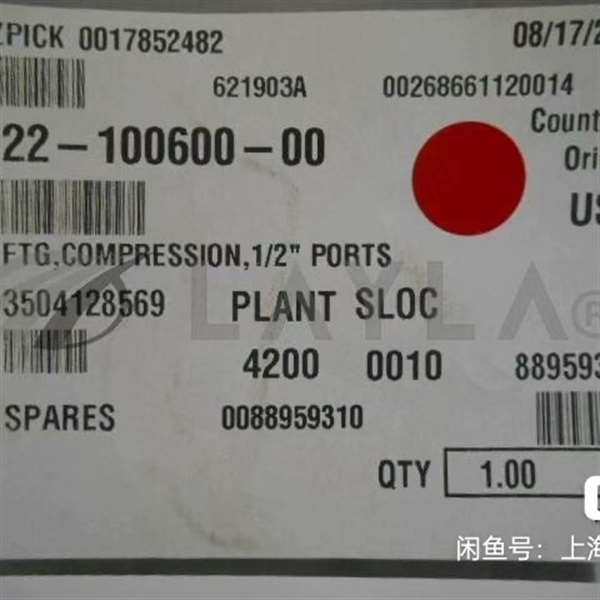 ZPICK 0017852482 08/17/2
621903A 00268661120014
22-100600-00 Count
Ori
US
FTG,COMPRESSION,1/2" PORTS
LAYLA®
3504128569 PLANT SLOC
4200 0010 889593
SPARES 0088959310
QTY 1.00
闲鱼号：上海